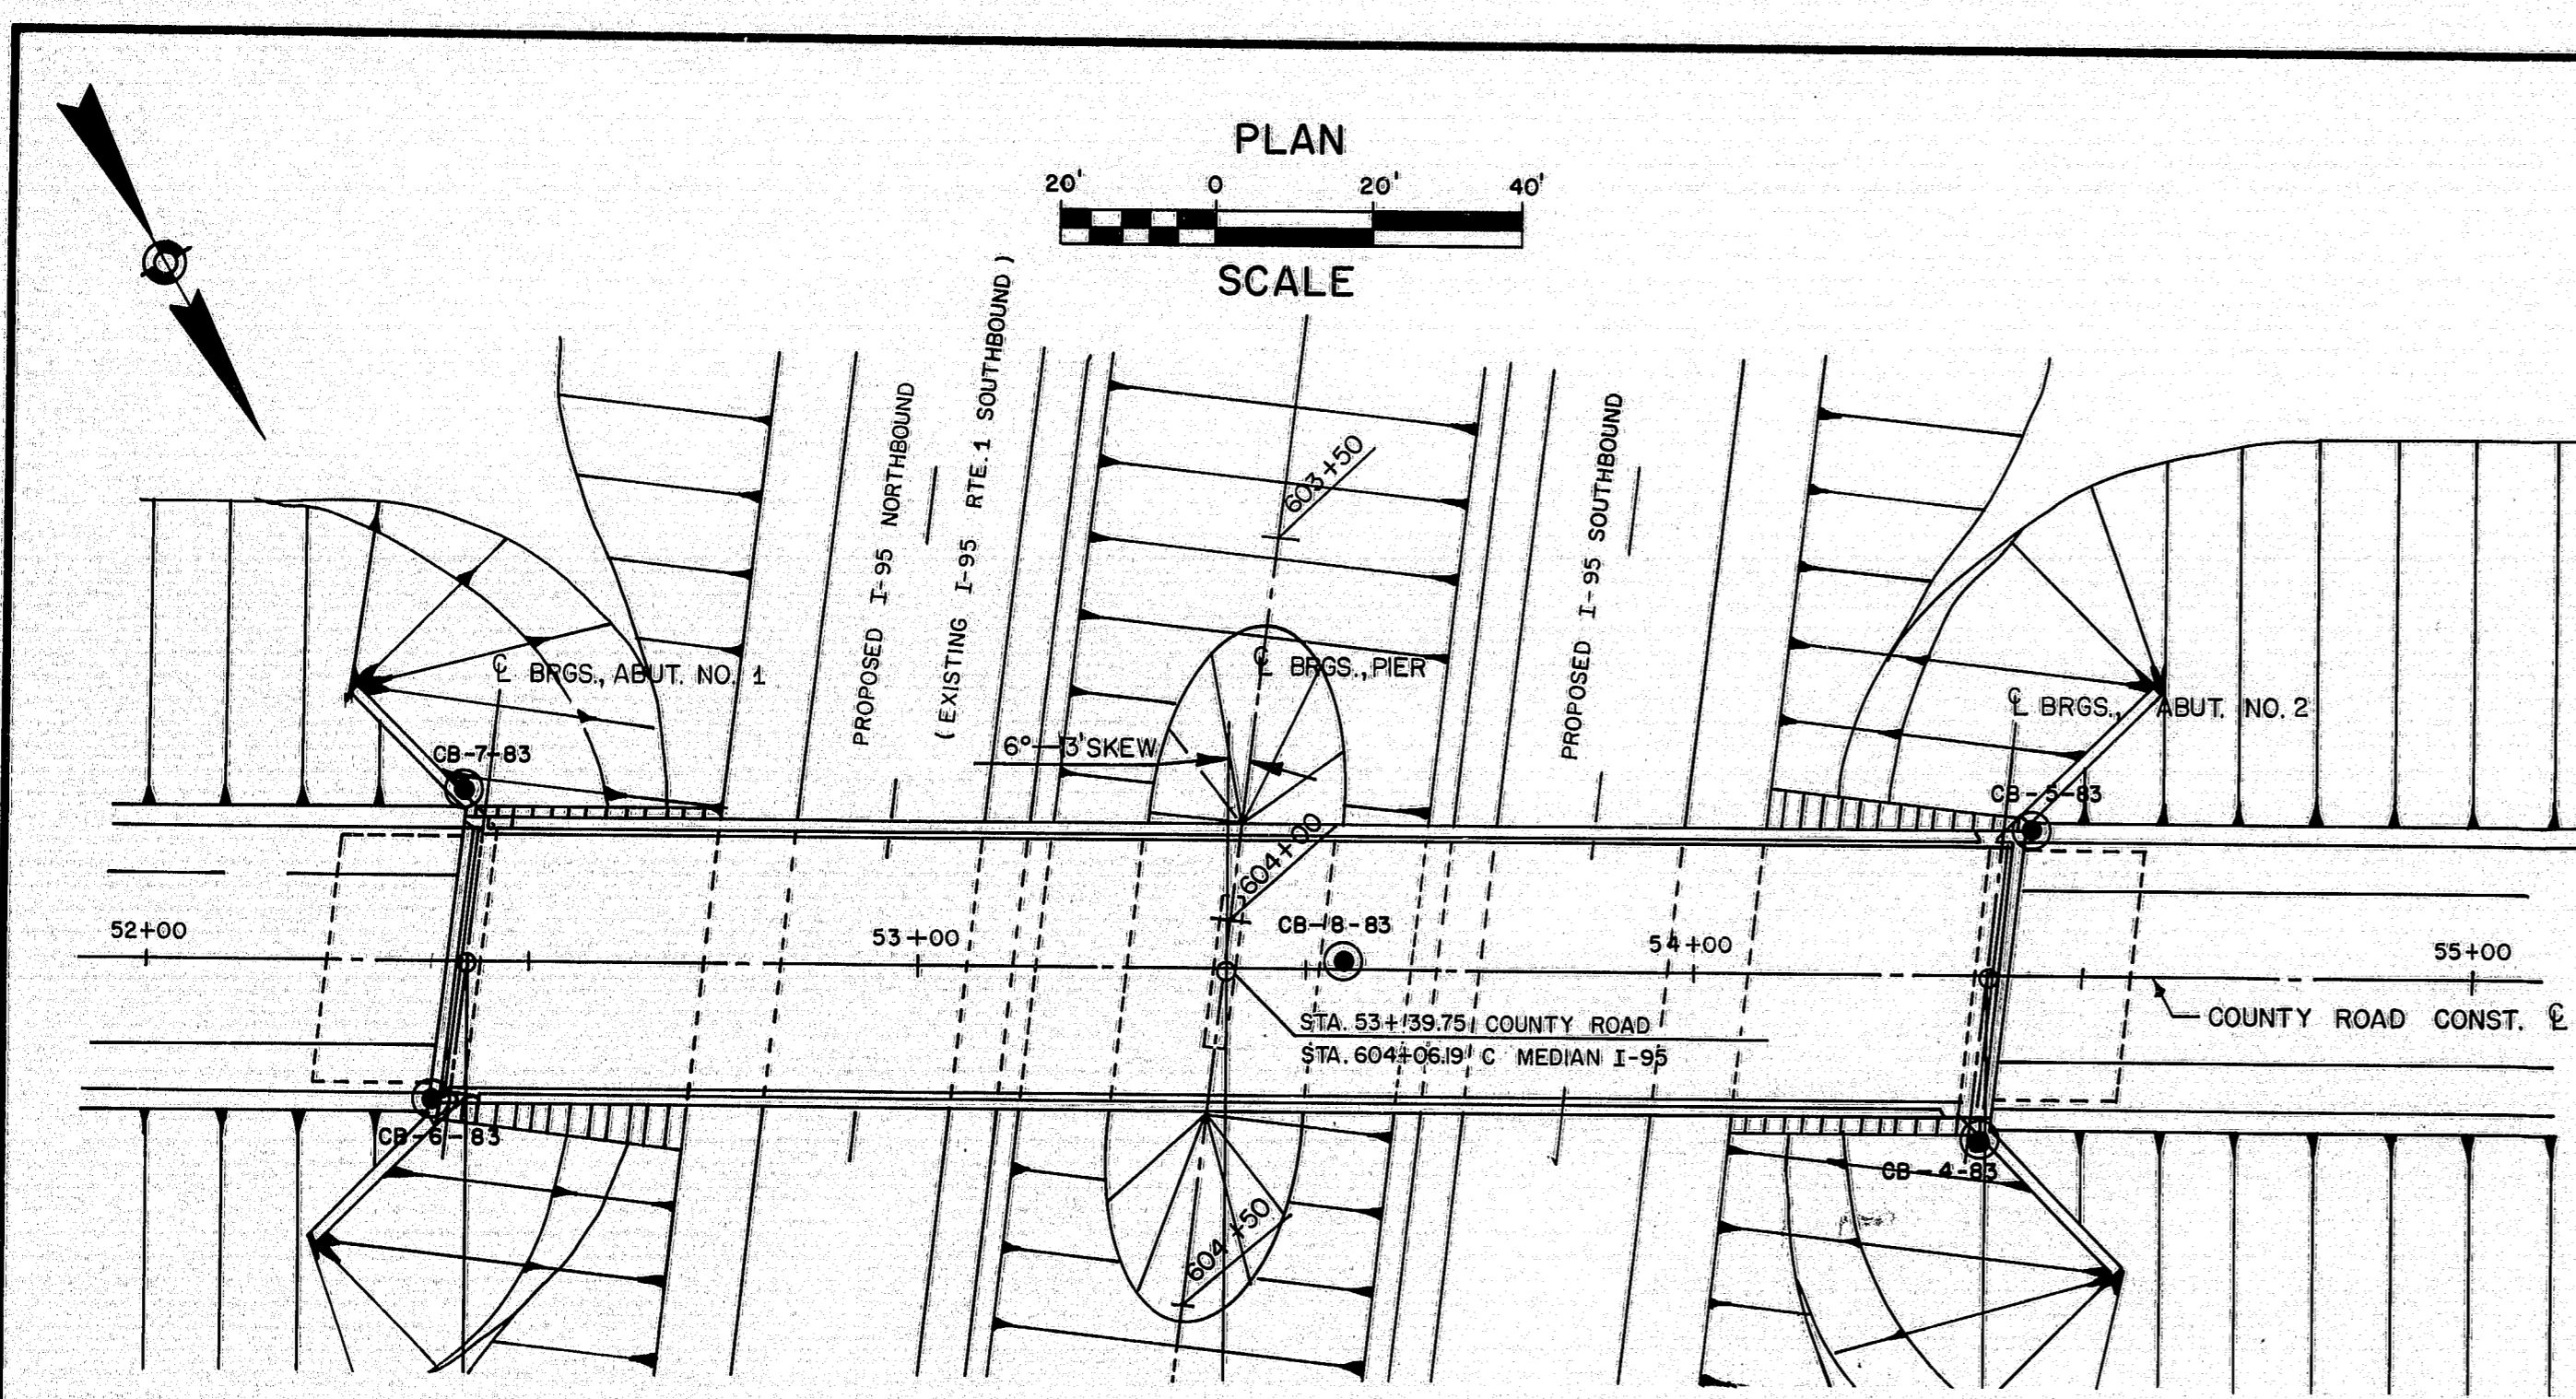 PLAN
20' 0 20' 40'
SCALE
PROPOSED I-95 NORTHBOUND
(EXISTING I-95 RTE. 1 SOUTHBOUND)
603+50
PROPOSED I-95 SOUTHBOUND
℄ BRGS., ABUT. NO. 1
℄ BRGS., PIER
℄ BRGS., ABUT. NO. 2
6°-13' SKEW
CB-7-83
CB-5-83
604+00
52+00
53+00
CB-8-83
54+00
55+00
STA. 53+39.75 COUNTY ROAD
STA. 604+06.19 C MEDIAN I-95
COUNTY ROAD CONST. ℄
CB-6-83
CB-4-83
604+50